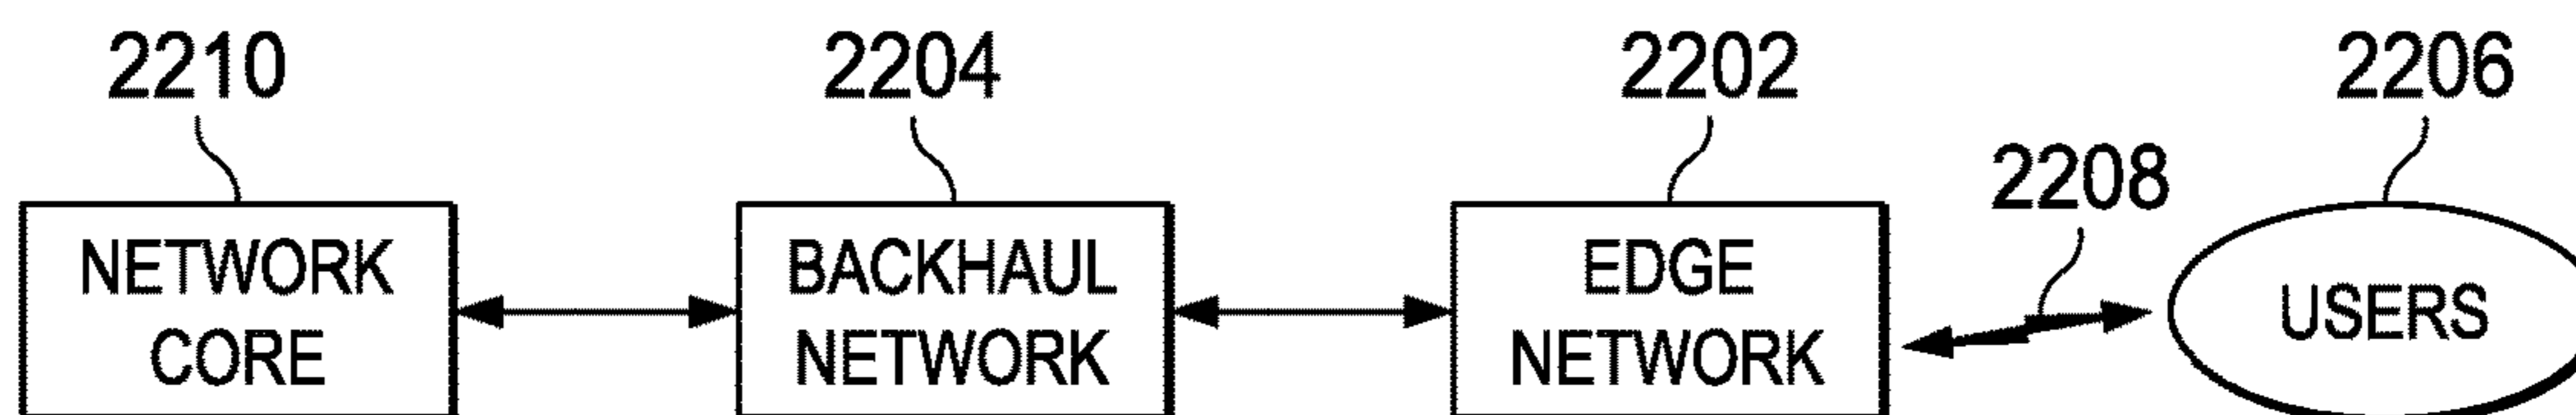 2210 2204 2202 2206
2208
NETWORK CORE
BACKHAUL NETWORK
EDGE NETWORK
USERS